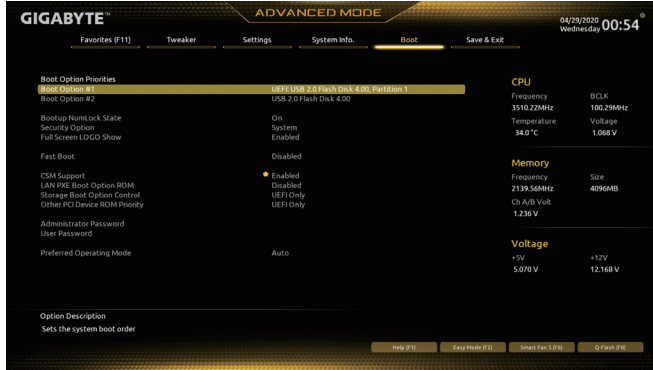 GIGABYTE™
ADVANCED MODE
04/29/2020 Wednesday 00:54
Favorites (F11) Tweaker Settings System Info. Boot Save & Exit
Boot Option Priorities
Boot Option #1 UEFI: USB 2.0 Flash Disk 4.00, Partition 1
Boot Option #2 USB 2.0 Flash Disk 4.00
Bootup NumLock State On
Security Option System
Full Screen LOGO Show Enabled
Fast Boot Disabled
CSM Support Enabled
LAN PXE Boot Option ROM Disabled
Storage Boot Option Control UEFI Only
Other PCI Device ROM Priority UEFI Only
Administrator Password
User Password
Preferred Operating Mode Auto
CPU
Frequency BCLK
3510.22MHz 100.29MHz
Temperature Voltage
34.0 °C 1.068 V
Memory
Frequency Size
2139.56MHz 4096MB
Ch A/B Volt
1.236 V
Voltage
+5V +12V
5.070 V 12.168 V
Option Description
Sets the system boot order
Help (F1) Easy Mode (F2) Smart Fan 5 (F6) Q-Flash (F8)